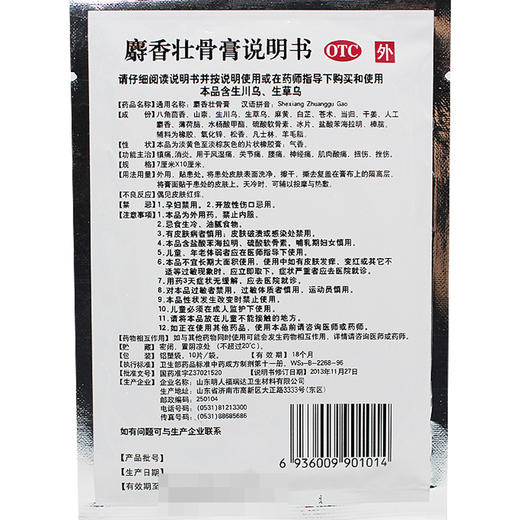 麝香壮骨膏说明书 OTC 外
请仔细阅读说明书并按说明使用或在药师指导下购买和使用
本品含生川乌、生草乌
[药品名称]通用名称：麝香壮骨膏 汉语拼音：Shexiang Zhuanggu Gao
[成 份]八角茴香、山柰、生川乌、生草乌、麻黄、白芷、苍术、当归、干姜、人工
麝香、薄荷脑、水杨酸甲酯、硫酸软骨素、冰片、盐酸苯海拉明、樟脑。
辅料为橡胶、氧化锌、松香、凡士林、羊毛脂。
[性 状]本品为淡黄色至淡棕灰色的片状橡胶膏；气香。
[功能主治]镇痛，消炎。用于风湿痛、关节痛、腰痛、神经痛、肌肉酸痛、扭伤、挫伤。
[规 格]7厘米×10厘米。
[用法用量]外用，贴患处。将患处皮肤表面洗净，擦干，撕去复盖在膏布上的隔离层，
将膏面贴于患处的皮肤上。天冷时，可辅以按摩与热敷。
[不良反应]偶见皮肤红痒。
[禁 忌]1.孕妇禁用。2.开放性伤口忌用。
[注意事项]1.本品为外用药，禁止内服。
2.忌食生冷、油腻食物。
3.有皮肤病者慎用；皮肤破溃或感染处禁用。
4.本品含盐酸苯海拉明、硫酸软骨素。哺乳期妇女慎用。
5.儿童、年老体弱者应在医师指导下使用。
6.本品不宜长期大面积使用，使用中如有皮肤发痒、变红或其它不
适等过敏现象时，应立即取下，症状严重者应去医院就诊。
7.用药3天症状无缓解，应去医院就诊。
8.对本品过敏者禁用，过敏体质者慎用，运动员慎用。
9.本品性状发生改变时禁止使用。
10.儿童必须在成人监护下使用。
11.请将本品放在儿童不能接触的地方。
12.如正在使用其他药品，使用本品前请咨询医师或药师。
[药物相互作用]如与其他药物同时使用可能会发生药物相互作用，详情请咨询医师或药师。
[贮 藏]密闭，置阴凉处（不超过20℃）。
[包 装]铝塑袋，10片/袋。 [有 效 期]18个月
[执行标准]卫生部药品标准中药成方制剂第十一册，WS₃-B-2268-96
[批准文号]国药准字Z37021520 [说明书修订日期]2013年11月27日
[生产企业]企业名称：山东明人福瑞达卫生材料有限公司
生产地址：山东省济南市高新区大正路3333号(东区)
邮政编码：250104
电话号码：(0531)81213300
传真号码：(0531)88685686
如有问题可与生产企业联系
[产品批号]
[生产日期]
[有效期至
6 936009 901014